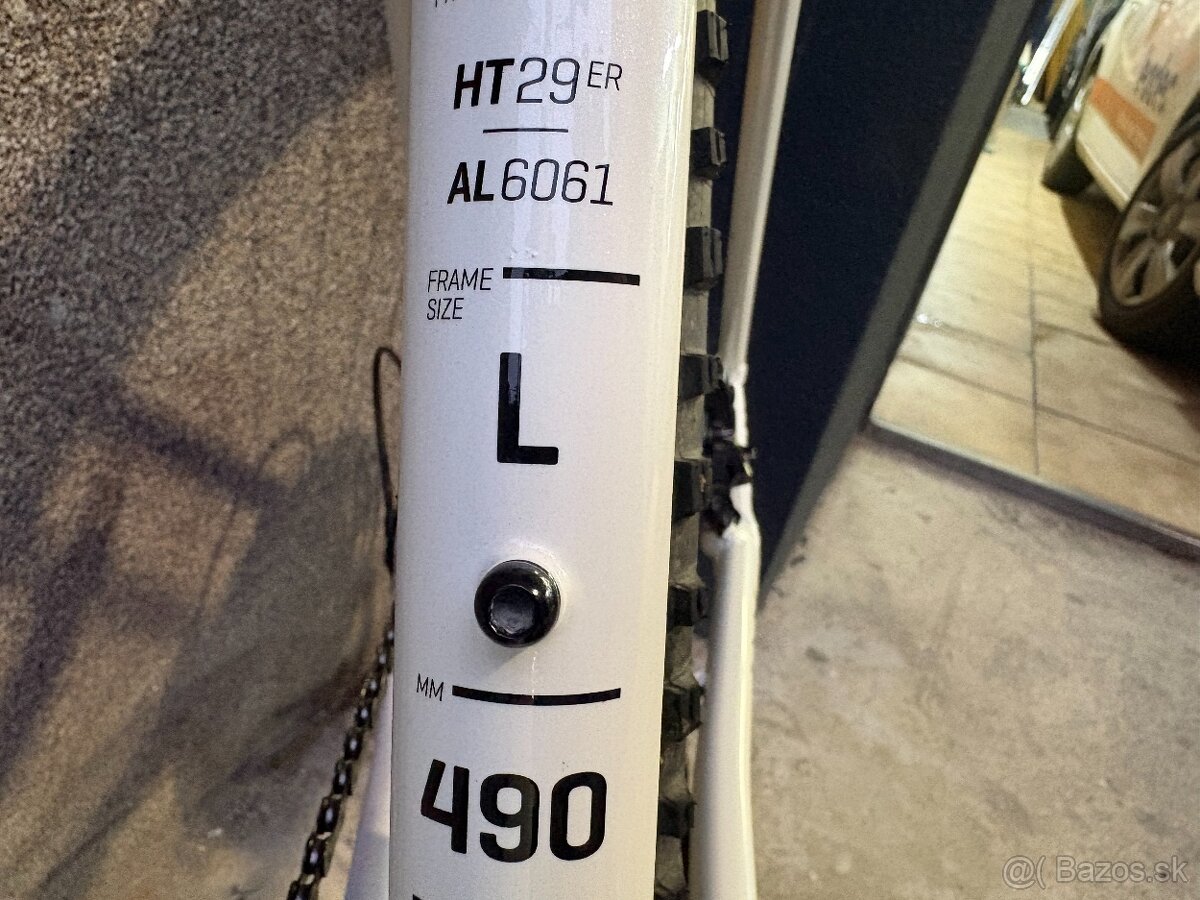 HT29ER
AL6061
FRAME
SIZE
L
MM
490
@( Bazos.sk